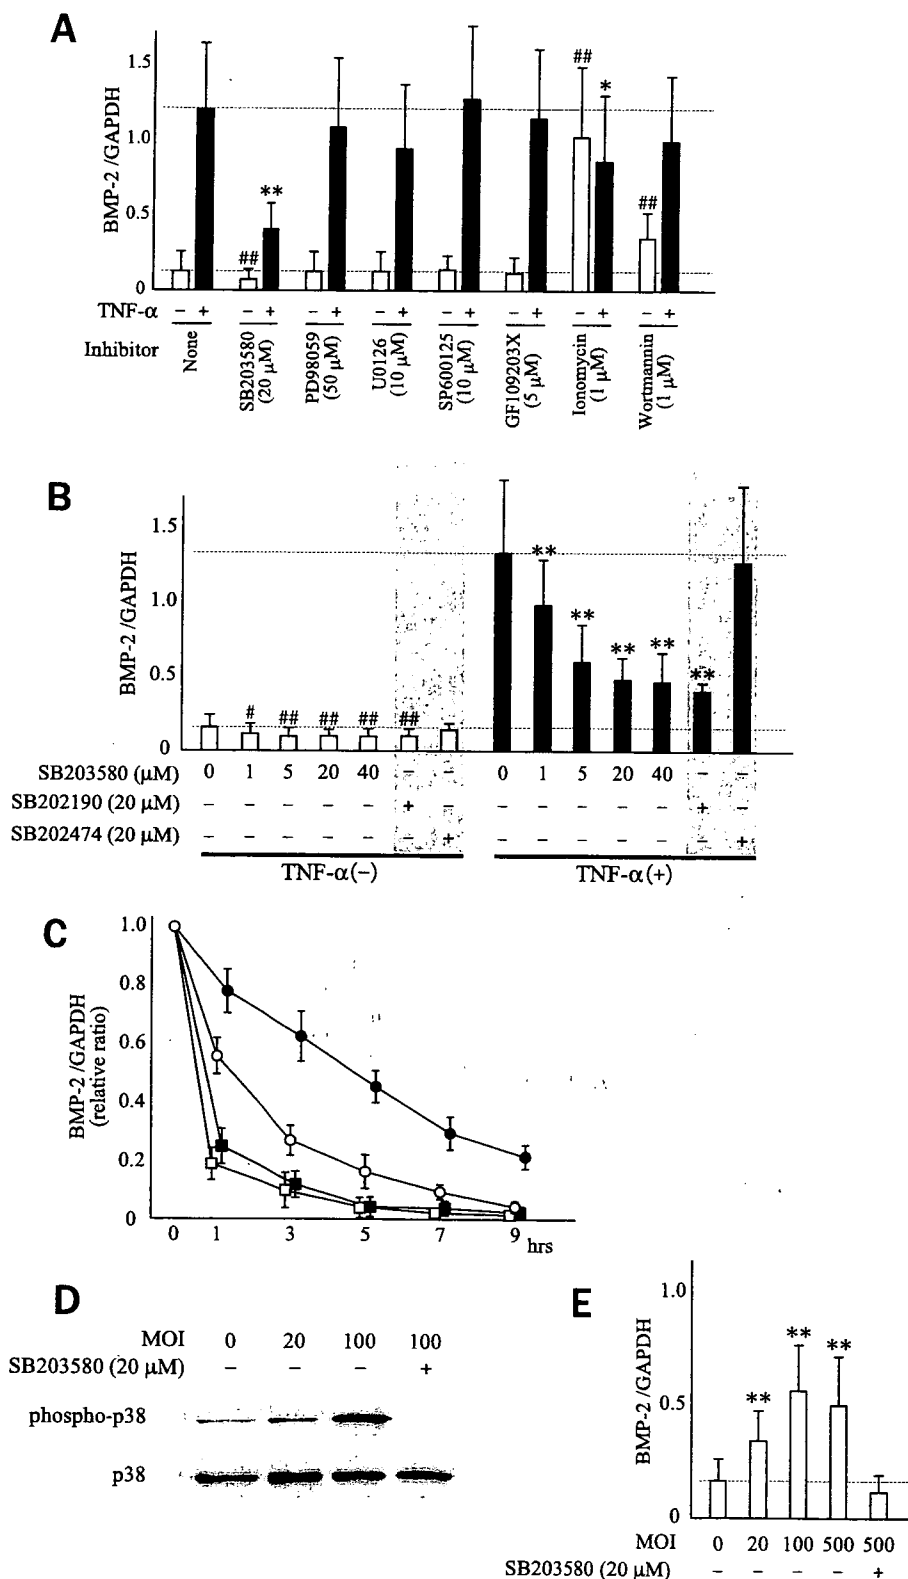 A
BMP-2 /GAPDH
1.5
1.0
0.5
0
## ** ## * ##
TNF-α − + − + − + − + − + − + − + − +
Inhibitor
None
SB203580 (20 μM)
PD98059 (50 μM)
U0126 (10 μM)
SP600125 (10 μM)
GF109203X (5 μM)
Ionomycin (1 μM)
Wortmannin (1 μM)
B
BMP-2 /GAPDH
1.5
1.0
0.5
0
# ## ## ## ## ** ** ** ** **
SB203580 (μM) 0 1 5 20 40 − − 0 1 5 20 40 − −
SB202190 (20 μM) − − − − − + − − − − − − + −
SB202474 (20 μM) − − − − − − + − − − − − − +
TNF-α(−) TNF-α(+)
C
BMP-2 /GAPDH
(relative ratio)
1.0
0.8
0.6
0.4
0.2
0
0 1 3 5 7 9 hrs
D
MOI 0 20 100 100
SB203580 (20 μM) − − − +
phospho-p38
p38
E
BMP-2 /GAPDH
1.0
0.5
0
** ** **
MOI 0 20 100 500 500
SB203580 (20 μM) − − − − +